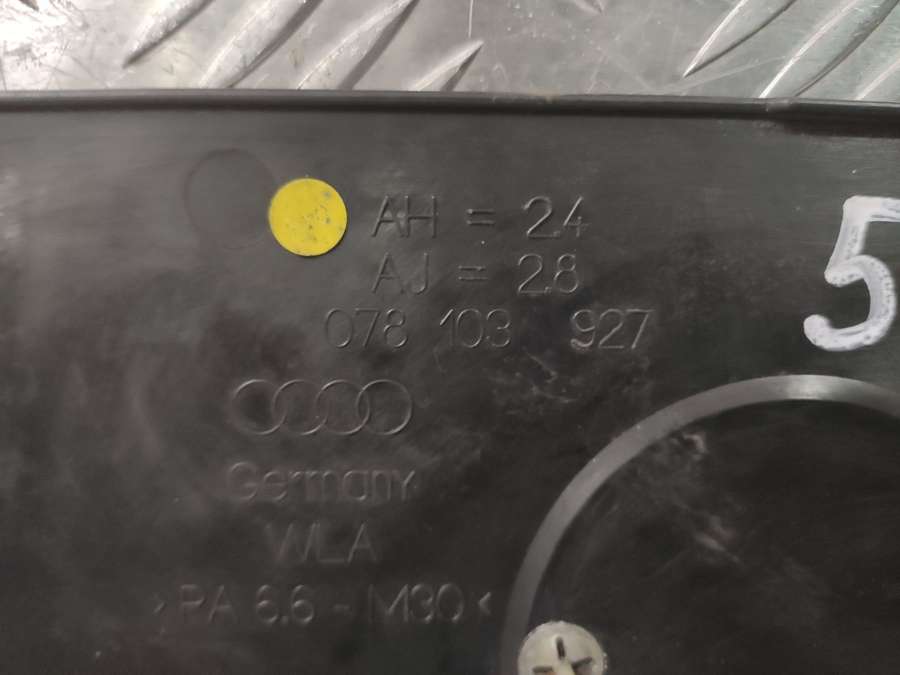 AH = 2.4
AJ = 2.8
078 103 927
5
Germany
WLA
>PA 6.6 - M30<